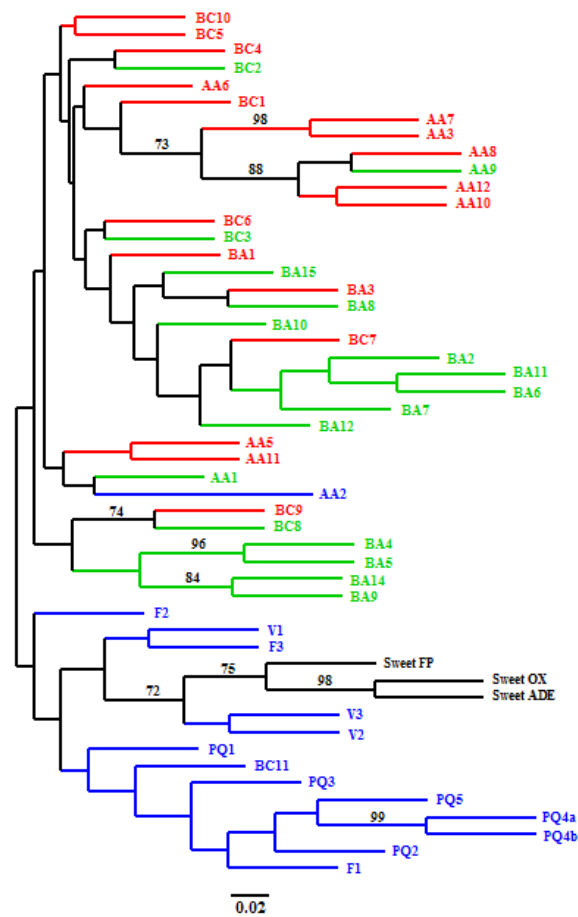 BC10
BC5
BC4
BC2
AA6
BC1
98
AA7
AA3
73
AA8
88
AA9
AA12
AA10
BC6
BC3
BA1
BA15
BA3
BA8
BA10
BC7
BA2
BA11
BA6
BA7
BA12
AA5
AA11
AA1
AA2
BC9
74
BC8
96
BA4
BA5
84
BA14
BA9
F2
V1
F3
75
Sweet FP
98
Sweet OX
72
Sweet ADE
V3
V2
PQ1
BC11
PQ3
PQ5
99
PQ4a
PQ4b
PQ2
F1
0.02